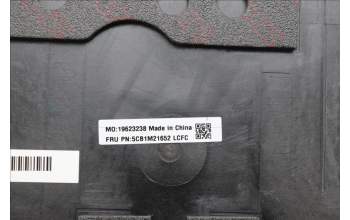 MO:19623238 Made in China
FRU PN:5CB1M21652 LCFC